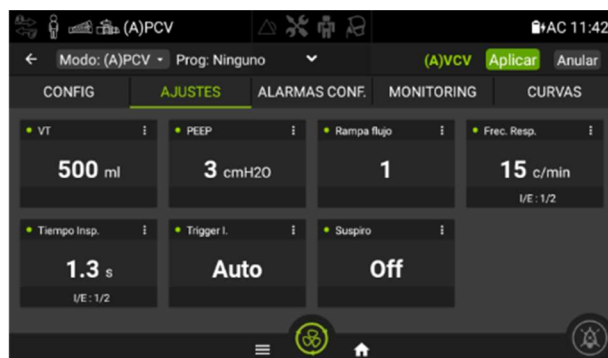 (A)PCV AC 11:42
Modo: (A)PCV Prog: Ninguno (A)VCV Aplicar Anular
CONFIG AJUSTES ALARMAS CONF. MONITORING CURVAS
VT PEEP Rampa flujo Frec. Resp.
500 ml 3 cmH2O 1 15 c/min
I/E : 1/2
Tiempo Insp. Trigger I. Suspiro
1.3 s Auto Off
I/E : 1/2